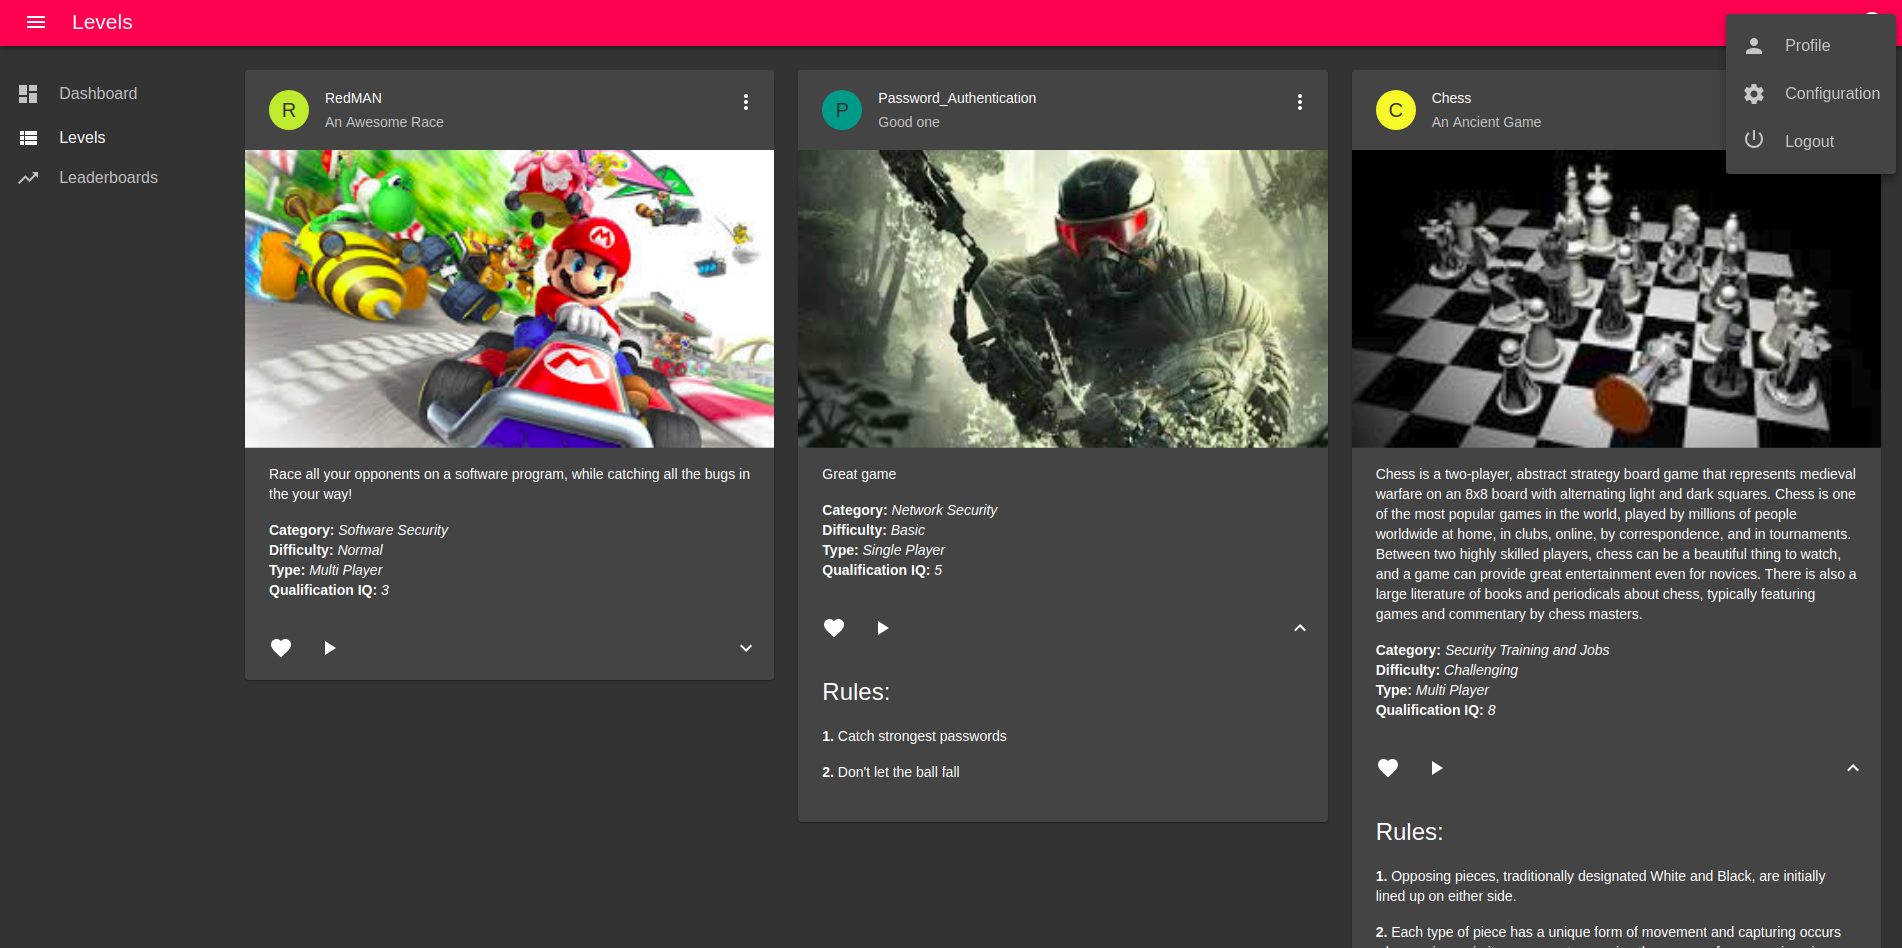 Levels
Profile
Configuration
Logout
Dashboard
Levels
Leaderboards
R
RedMAN
An Awesome Race
M
M
Race all your opponents on a software program, while catching all the bugs in
the your way!
Category: Software Security
Difficulty: Normal
Type: Multi Player
Qualification IQ: 3
P
Password_Authentication
Good one
Great game
Category: Network Security
Difficulty: Basic
Type: Single Player
Qualification IQ: 5
Rules:
1. Catch strongest passwords
2. Don't let the ball fall
C
Chess
An Ancient Game
Chess is a two-player, abstract strategy board game that represents medieval
warfare on an 8x8 board with alternating light and dark squares. Chess is one
of the most popular games in the world, played by millions of people
worldwide at home, in clubs, online, by correspondence, and in tournaments.
Between two highly skilled players, chess can be a beautiful thing to watch,
and a game can provide great entertainment even for novices. There is also a
large literature of books and periodicals about chess, typically featuring
games and commentary by chess masters.
Category: Security Training and Jobs
Difficulty: Challenging
Type: Multi Player
Qualification IQ: 8
Rules:
1. Opposing pieces, traditionally designated White and Black, are initially
lined up on either side.
2. Each type of piece has a unique form of movement and capturing occurs